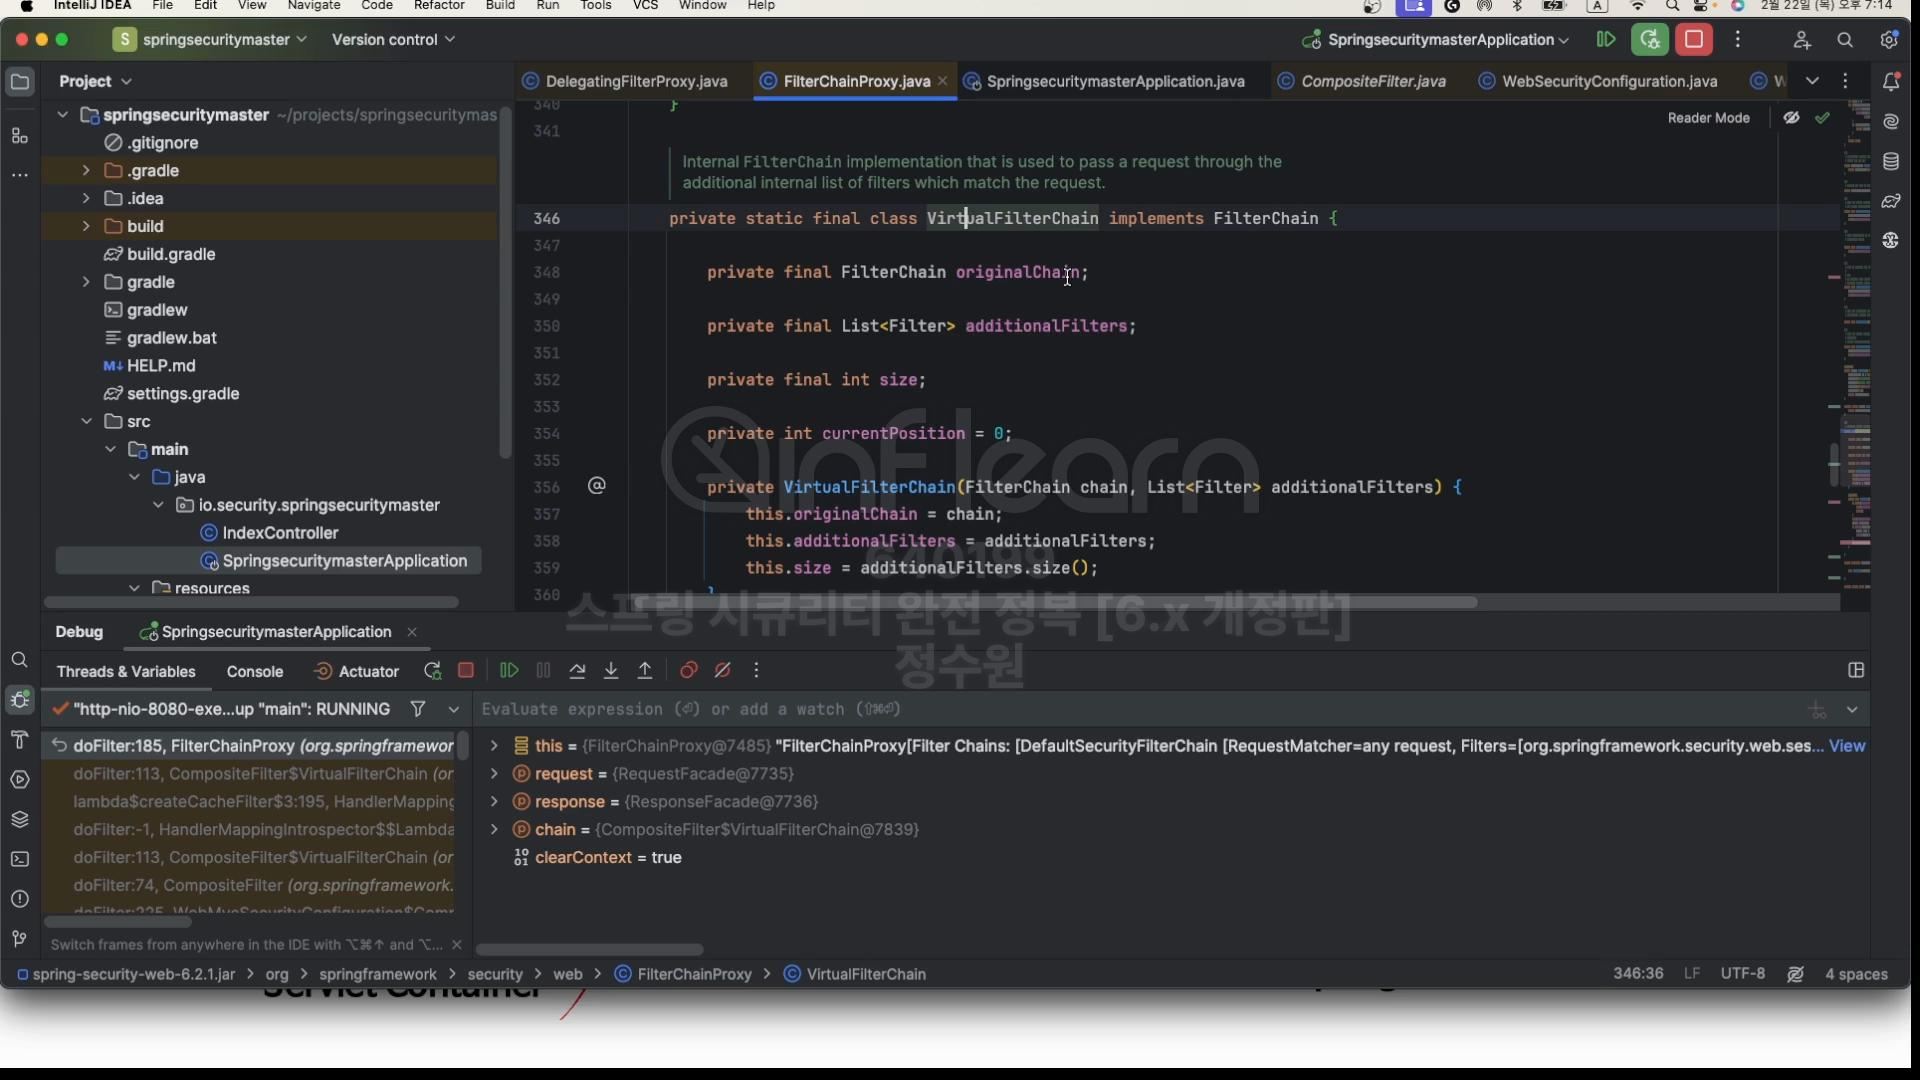 IntelliJ IDEA File Edit View Navigate Code Refactor Build Run Tools VCS Window Help A 2월 22일 (목) 오후 7:14
S springsecuritymaster Version control SpringsecuritymasterApplication
Project
DelegatingFilterProxy.java FilterChainProxy.java SpringsecuritymasterApplication.java CompositeFilter.java WebSecurityConfiguration.java W
springsecuritymaster ~/projects/springsecuritymas
.gitignore
.gradle
.idea
build
build.gradle
gradle
gradlew
gradlew.bat
HELP.md
settings.gradle
src
main
java
io.security.springsecuritymaster
IndexController
SpringsecuritymasterApplication
resources
Reader Mode
340 }
341
Internal FilterChain implementation that is used to pass a request through the
additional internal list of filters which match the request.
346 private static final class VirtualFilterChain implements FilterChain {
347
348 private final FilterChain originalChain;
349
350 private final List<Filter> additionalFilters;
351
352 private final int size;
353
354 private int currentPosition = 0;
355
356 @ private VirtualFilterChain(FilterChain chain, List<Filter> additionalFilters) {
357 this.originalChain = chain;
358 this.additionalFilters = additionalFilters;
359 this.size = additionalFilters.size();
360 }
inflearn
640199
스프링 시큐리티 완전 정복 [6.x 개정판]
정수원
Debug SpringsecuritymasterApplication
Threads & Variables Console Actuator
"http-nio-8080-exe...up "main": RUNNING
doFilter:185, FilterChainProxy (org.springframewor
doFilter:113, CompositeFilter$VirtualFilterChain (or
lambda$createCacheFilter$3:195, HandlerMapping
doFilter:-1, HandlerMappingIntrospector$$Lambda
doFilter:113, CompositeFilter$VirtualFilterChain (or
doFilter:74, CompositeFilter (org.springframework.
doFilter:225, WebMvcSecurityConfiguration$Comp
Switch frames from anywhere in the IDE with ⌥⌘↑ and ⌥...
Evaluate expression (⏎) or add a watch (⇧⌘⏎)
this = {FilterChainProxy@7485} "FilterChainProxy[Filter Chains: [DefaultSecurityFilterChain [RequestMatcher=any request, Filters=[org.springframework.security.web.ses... View
request = {RequestFacade@7735}
response = {ResponseFacade@7736}
chain = {CompositeFilter$VirtualFilterChain@7839}
clearContext = true
spring-security-web-6.2.1.jar > org > springframework > security > web > FilterChainProxy > VirtualFilterChain 346:36 LF UTF-8 4 spaces
Servlet Container